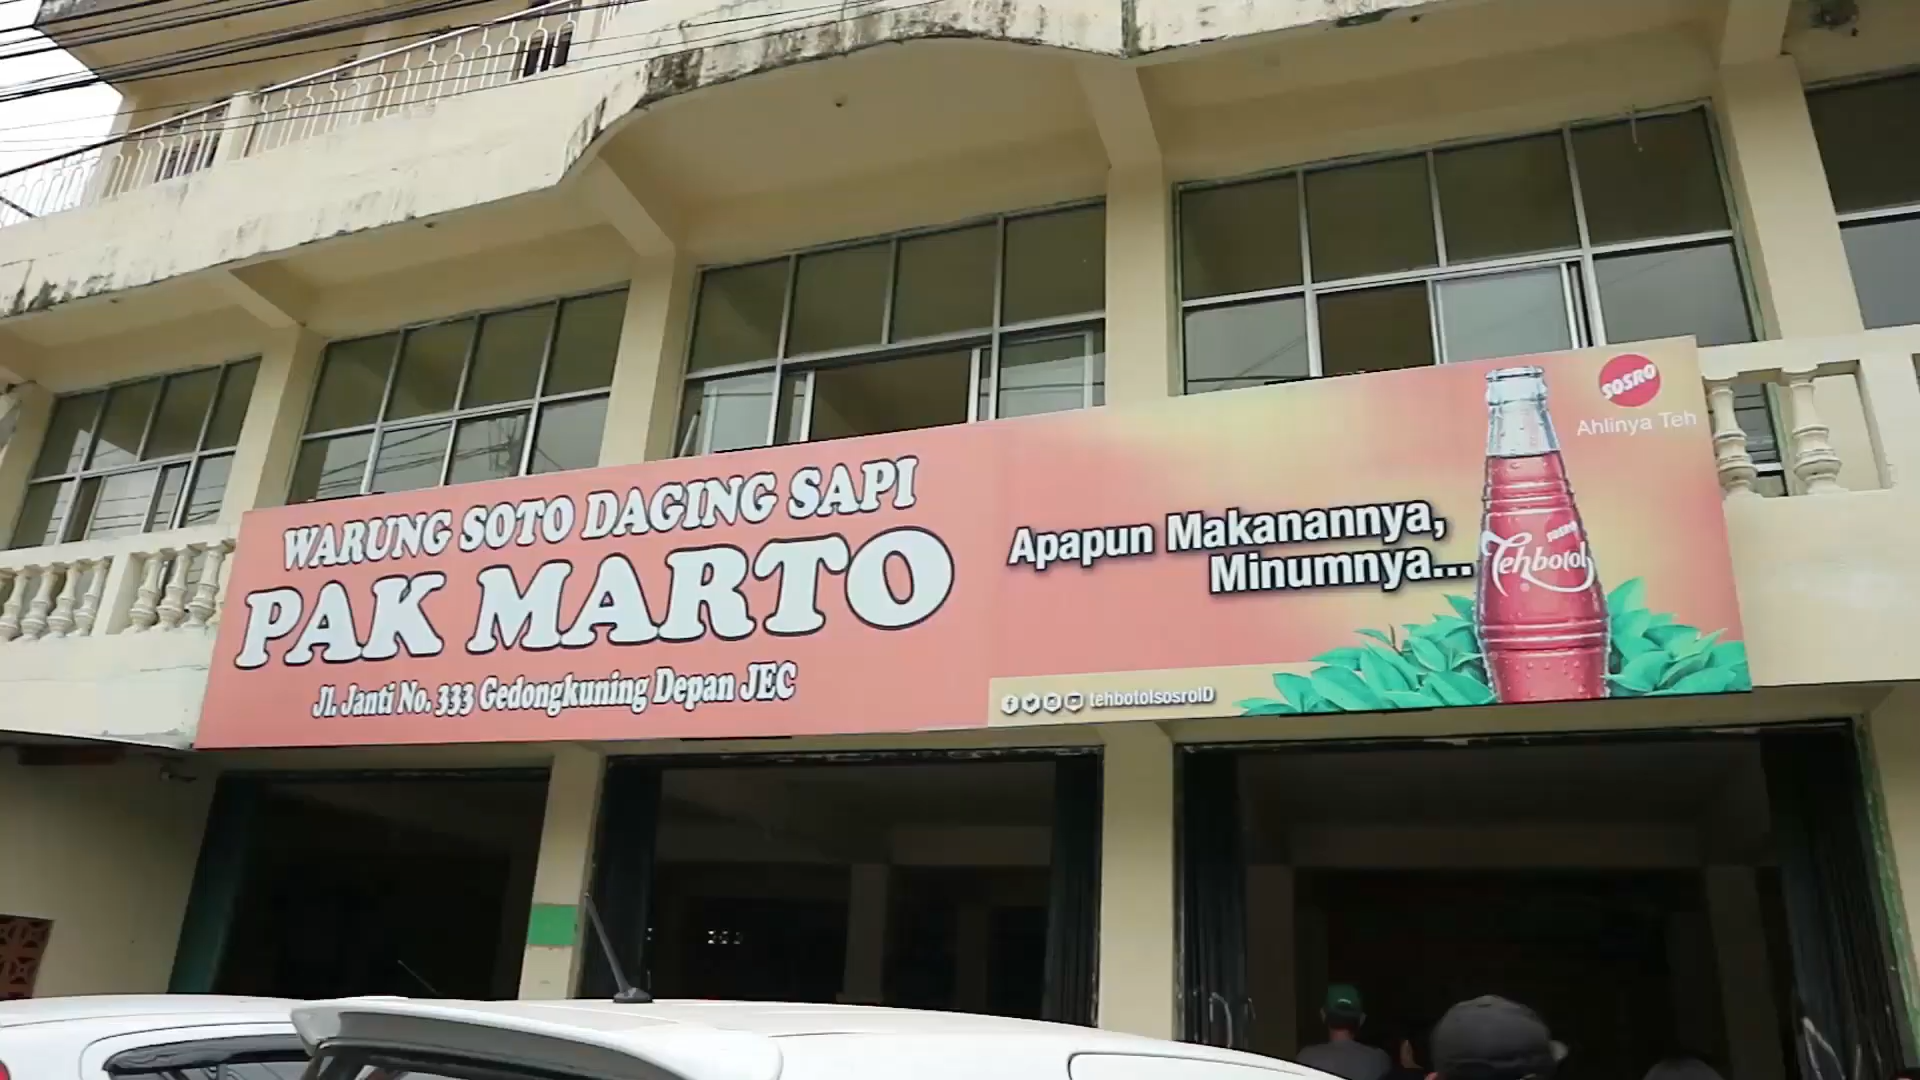 WARUNG SOTO DAGING SAPI
PAK MARTO
Jl. Janti No. 333 Gedongkuning Depan JEC
Apapun Makanannya,
Minumnya...
SOSRO
Tehbotol
SOSRO
Ahlinya Teh
tehbotolsosroID